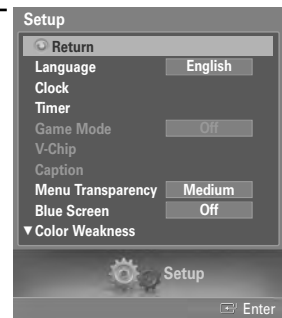 Setup
Return
Language English
Clock
Timer
Game Mode Off
V-Chip
Caption
Menu Transparency Medium
Blue Screen Off
▼Color Weakness
Setup
Enter